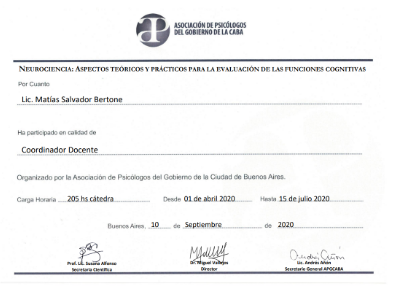 ASOCIACIÓN DE PSICÓLOGOS
DEL GOBIERNO DE LA CABA
NEUROCIENCIA: ASPECTOS TEÓRICOS Y PRÁCTICOS PARA LA EVALUACIÓN DE LAS FUNCIONES COGNITIVAS
Por Cuanto
Lic. Matías Salvador Bertone
Ha participado en calidad de
Coordinador Docente
Organizado por la Asociación de Psicólogos del Gobierno de la Ciudad de Buenos Aires.
Carga Horaria 205 hs cátedra Desde 01 de abril 2020 Hasta 15 de julio 2020
Buenos Aires, 10 de Septiembre de 2020
Prof. Lic. Susana Alfonso Dr. Miguel Vallejos Lic. Andrés Añón
Secretaria Científica Director Secretario General APGCABA